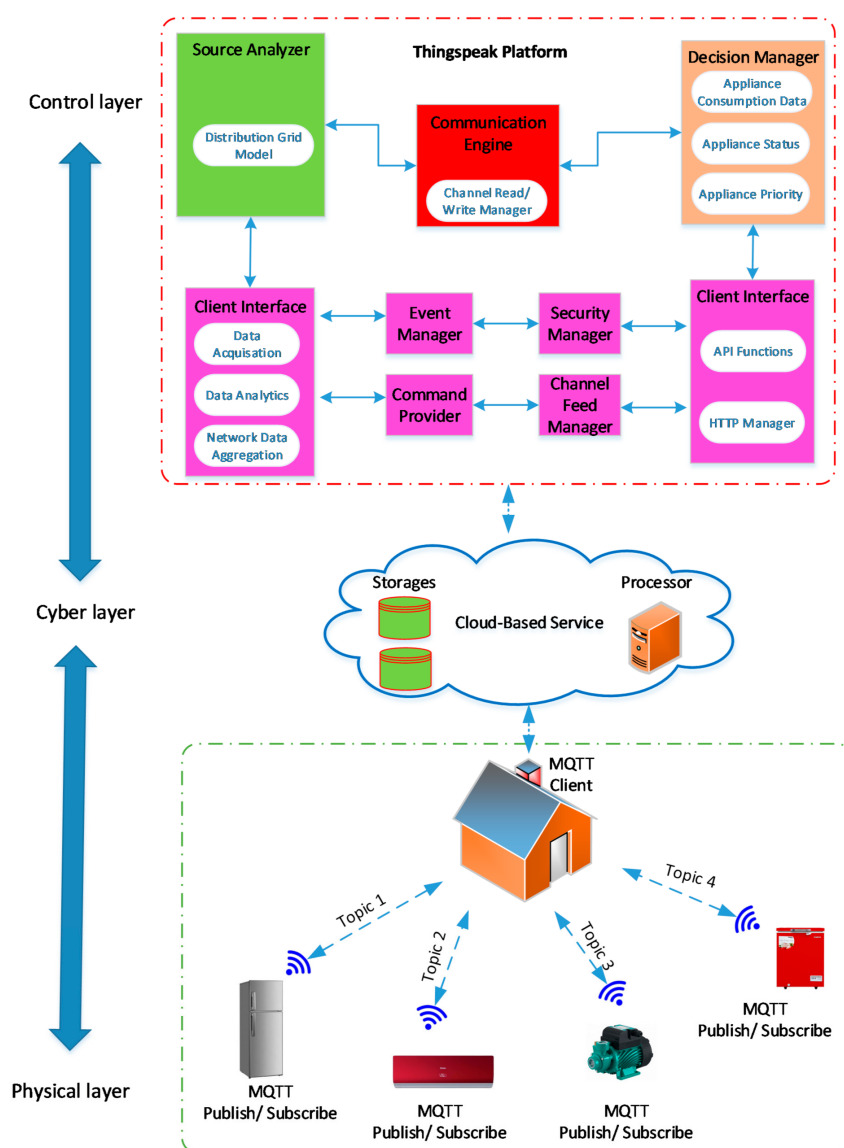 Thingspeak Platform
Control layer
Source Analyzer
Distribution Grid
Model
Communication
Engine
Channel Read/
Write Manager
Decision Manager
Appliance
Consumption Data
Appliance Status
Appliance Priority
Client Interface
Data
Acquisation
Data Analytics
Network Data
Aggregation
Event
Manager
Security
Manager
Command
Provider
Channel
Feed
Manager
Client Interface
API Functions
HTTP Manager
Cyber layer
Storages
Processor
Cloud-Based Service
MQTT
Client
Topic 1
Topic 2
Topic 3
Topic 4
MQTT
Publish/ Subscribe
Physical layer
MQTT
Publish/ Subscribe
MQTT
Publish/ Subscribe
MQTT
Publish/ Subscribe